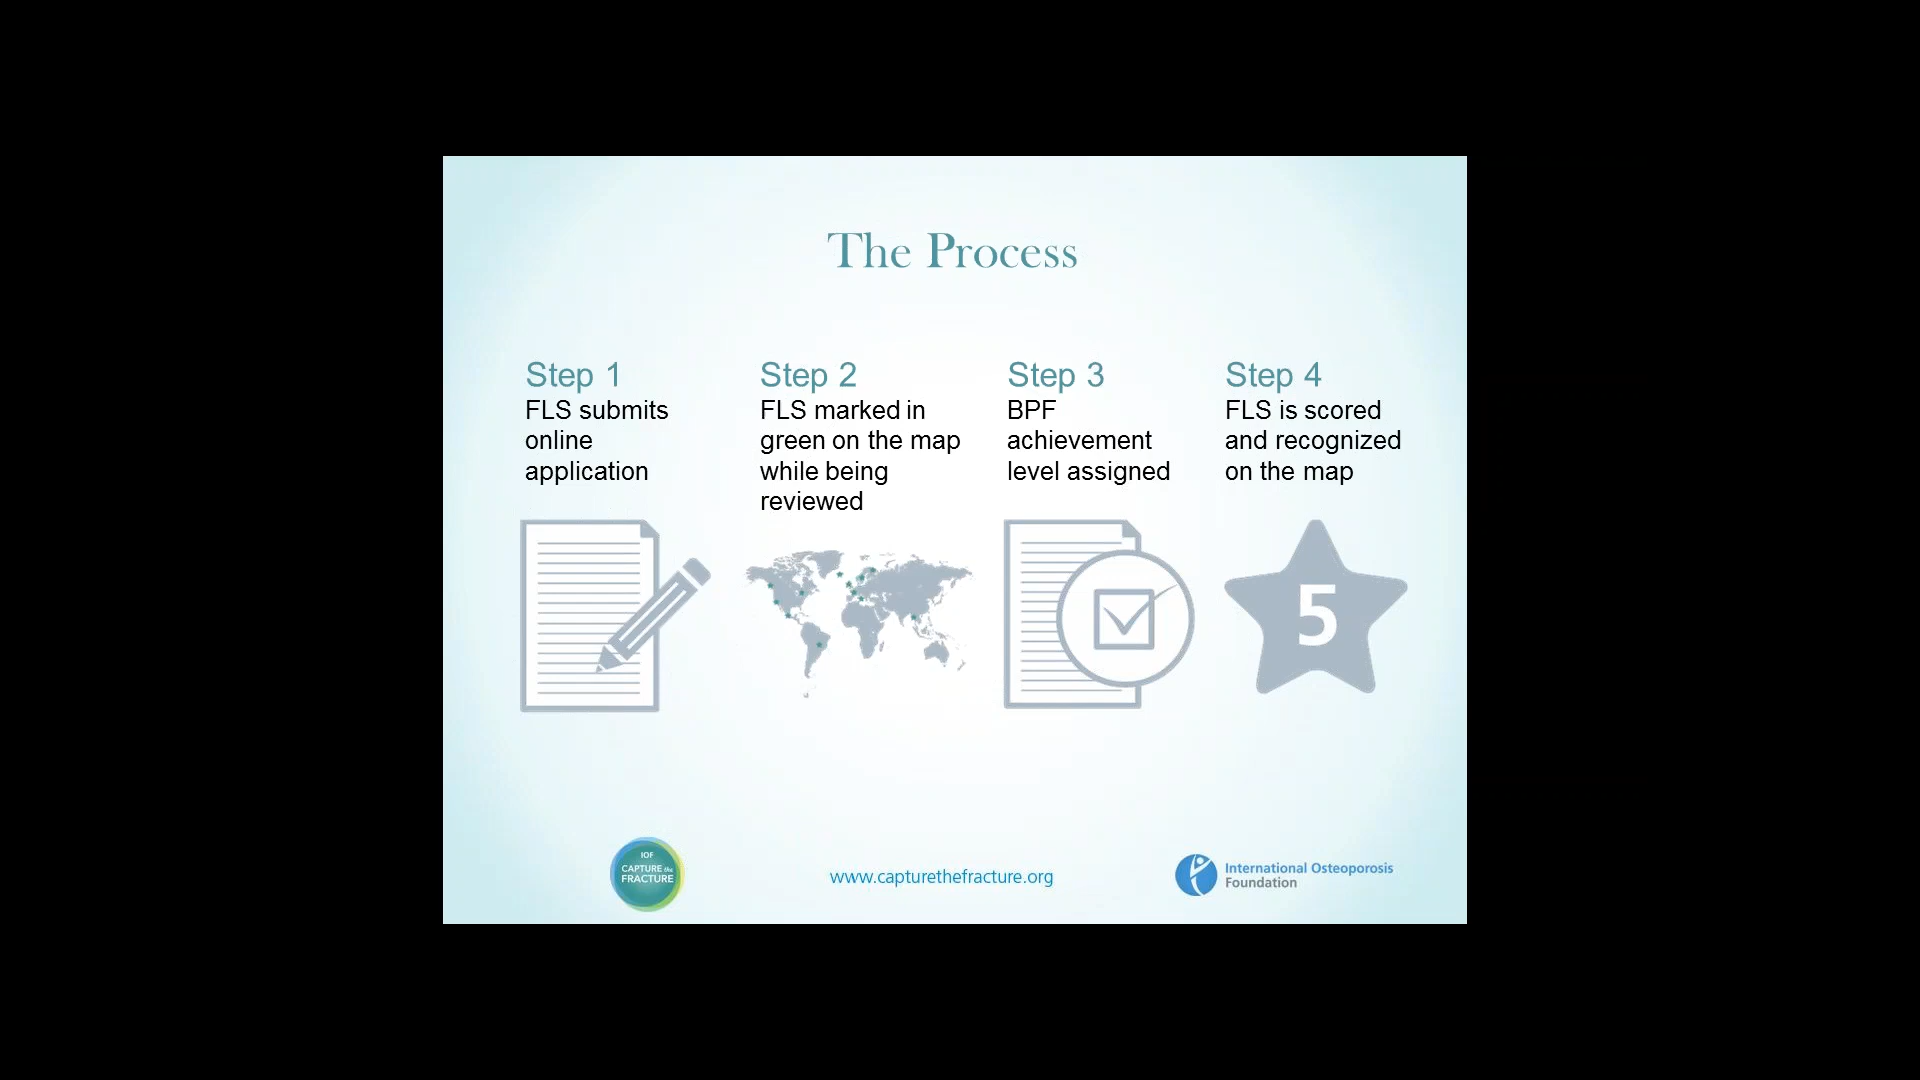 The Process
Step 1
FLS submits
online
application
Step 2
FLS marked in
green on the map
while being
reviewed
Step 3
BPF
achievement
level assigned
Step 4
FLS is scored
and recognized
on the map
5
IOF
CAPTURE the
FRACTURE
www.capturethefracture.org
International Osteoporosis
Foundation